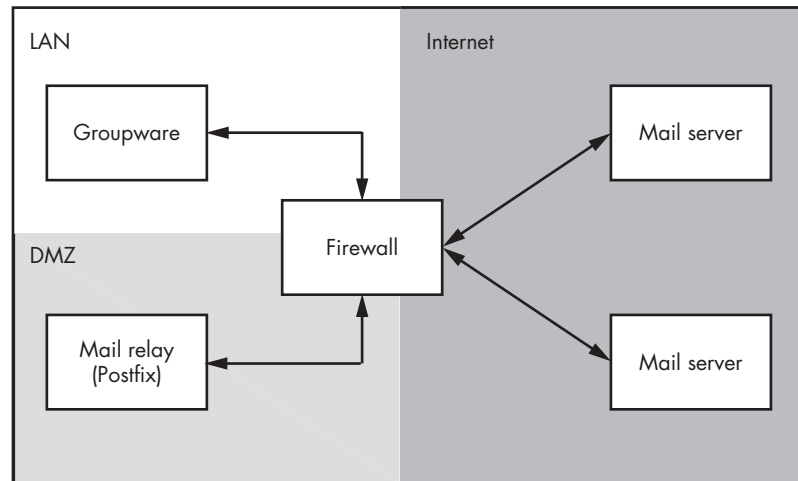 LAN
Internet
Groupware
Mail server
Firewall
DMZ
Mail relay
(Postfix)
Mail server